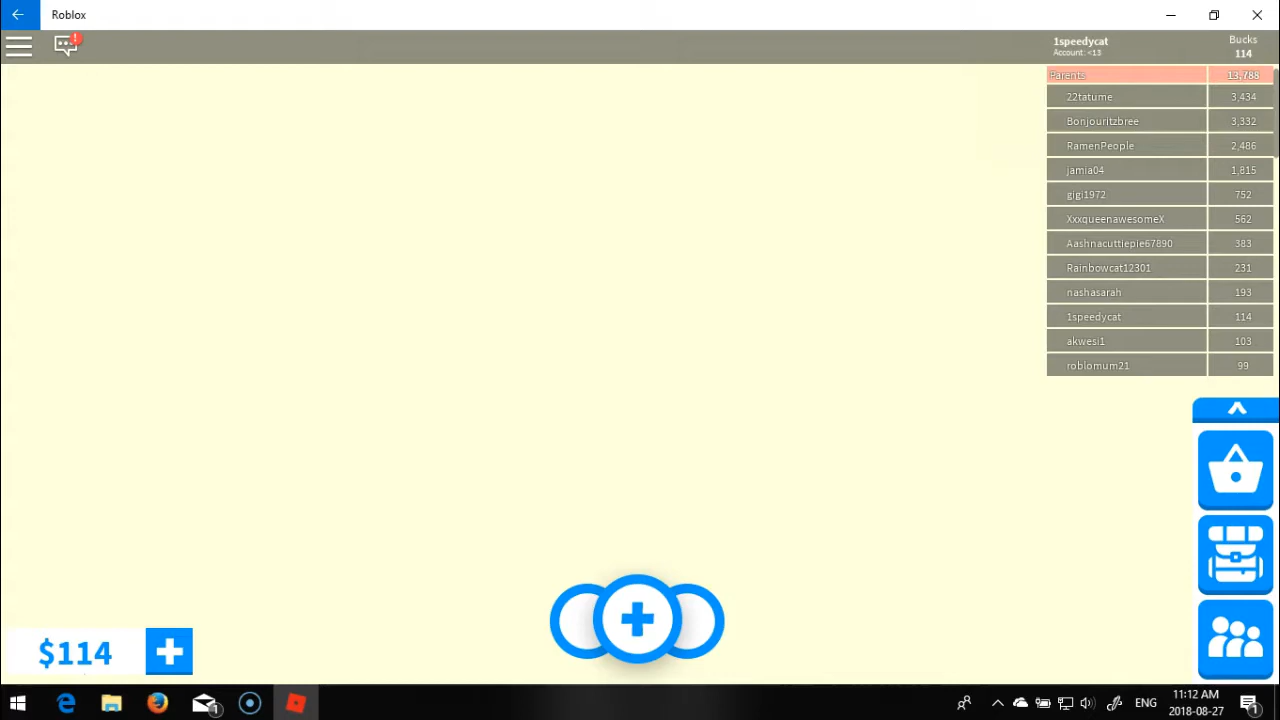 Roblox
1speedycat
Account: <13
Bucks
114
Parents 13,788
22tatume 3,434
Bonjouritzbree 3,332
RamenPeople 2,486
jamia04 1,815
gigi1972 752
XxxqueenawesomeX 562
Aashnacuttiepie67890 383
Rainbowcat12301 231
nashasarah 193
1speedycat 114
akwesi1 103
roblomum21 99
$114
1
ENG
11:12 AM
2018-08-27
1